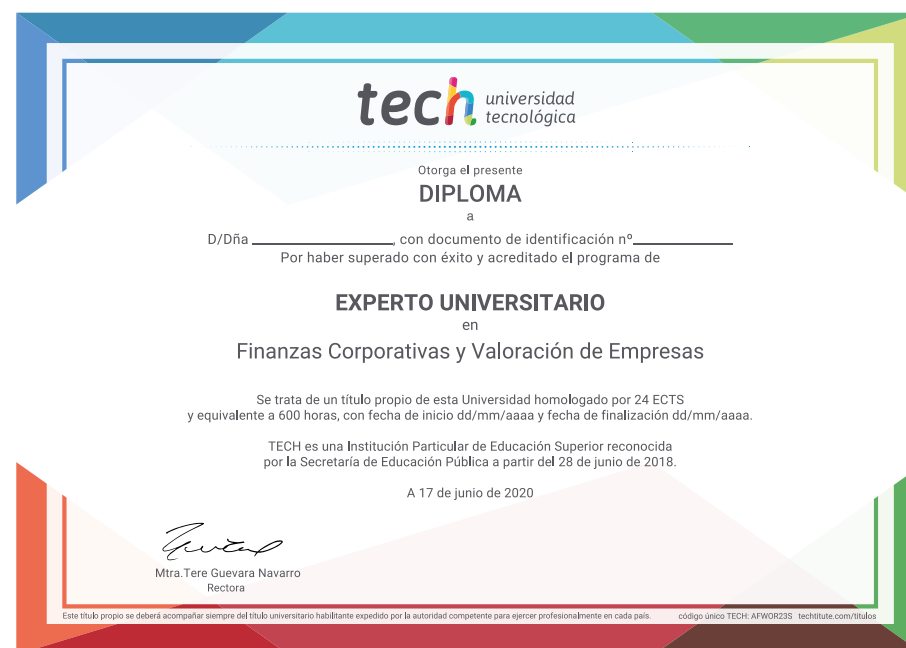 tech universidad
tecnológica
Otorga el presente
DIPLOMA
a
D/Dña ____________________, con documento de identificación nº______________
Por haber superado con éxito y acreditado el programa de
EXPERTO UNIVERSITARIO
en
Finanzas Corporativas y Valoración de Empresas
Se trata de un título propio de esta Universidad homologado por 24 ECTS
y equivalente a 600 horas, con fecha de inicio dd/mm/aaaa y fecha de finalización dd/mm/aaaa.
TECH es una Institución Particular de Educación Superior reconocida
por la Secretaría de Educación Pública a partir del 28 de junio de 2018.
A 17 de junio de 2020
Mtra.Tere Guevara Navarro
Rectora
Este título propio se deberá acompañar siempre del título universitario habilitante expedido por la autoridad competente para ejercer profesionalmente en cada país. código único TECH: AFWOR23S techtitute.com/titulos